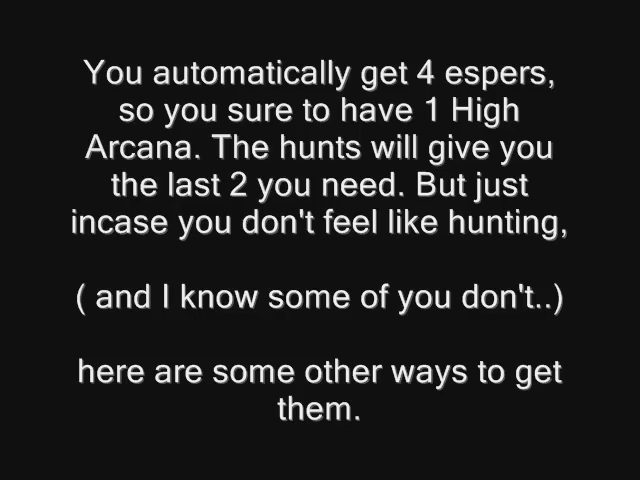 You automatically get 4 espers,
so you sure to have 1 High
Arcana. The hunts will give you
the last 2 you need. But just
incase you don't feel like hunting,
( and I know some of you don't..)
here are some other ways to get
them.